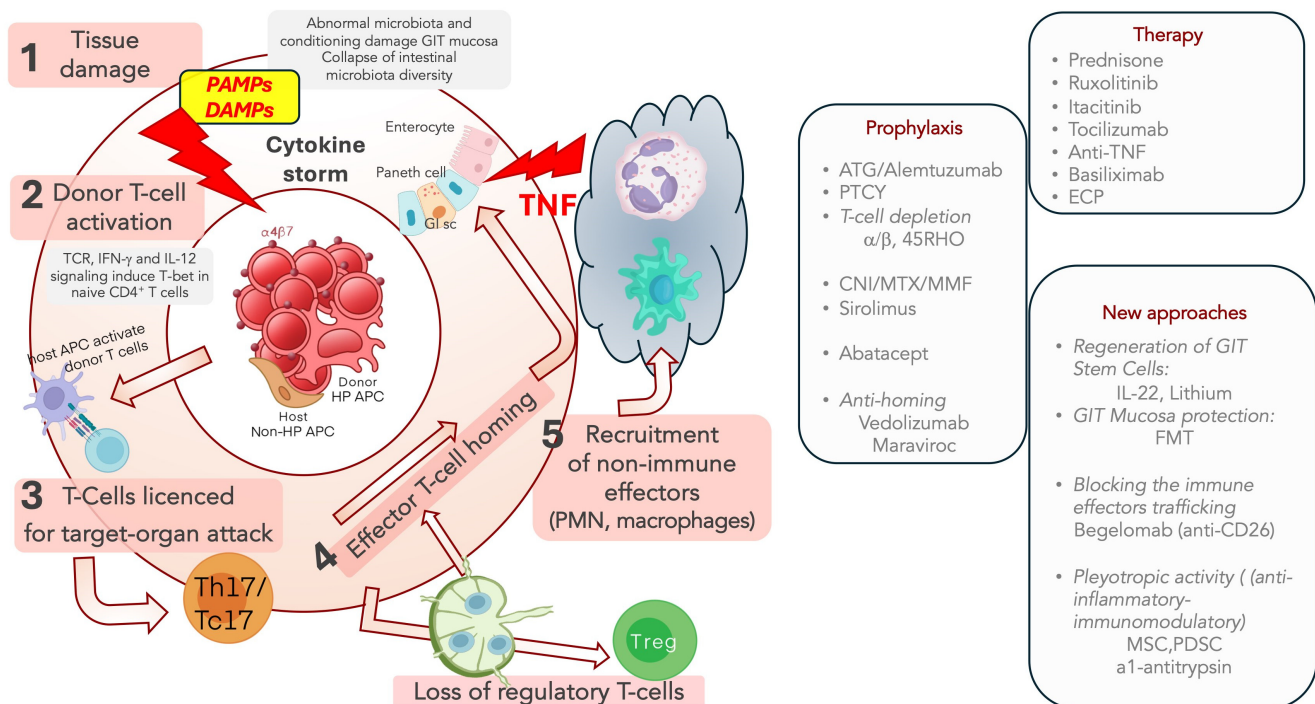 1 Tissue
damage
Abnormal microbiota and
conditioning damage GIT mucosa
Collapse of intestinal
microbiota diversity
PAMPs
DAMPs
Cytokine
storm
Enterocyte
Paneth cell
GI sc
TNF
2 Donor T-cell
activation
TCR, IFN-γ and IL-12
signaling induce T-bet in
naive CD4⁺ T cells
α4β7
host APC activate
donor T cells
Donor
HP APC
Host
Non-HP APC
3 T-Cells licenced
for target-organ attack
Th17/
Tc17
4 Effector T-cell homing
5 Recruitment
of non-immune
effectors
(PMN, macrophages)
Treg
Loss of regulatory T-cells
Prophylaxis
• ATG/Alemtuzumab
• PTCY
• T-cell depletion
α/β, 45RHO
• CNI/MTX/MMF
• Sirolimus
• Abatacept
• Anti-homing
Vedolizumab
Maraviroc
Therapy
• Prednisone
• Ruxolitinib
• Itacitinib
• Tocilizumab
• Anti-TNF
• Basiliximab
• ECP
New approaches
• Regeneration of GIT
Stem Cells:
IL-22, Lithium
• GIT Mucosa protection:
FMT
• Blocking the immune
effectors trafficking
Begelomab (anti-CD26)
• Pleyotropic activity ( (anti-
inflammatory-
immunomodulatory)
MSC,PDSC
a1-antitrypsin